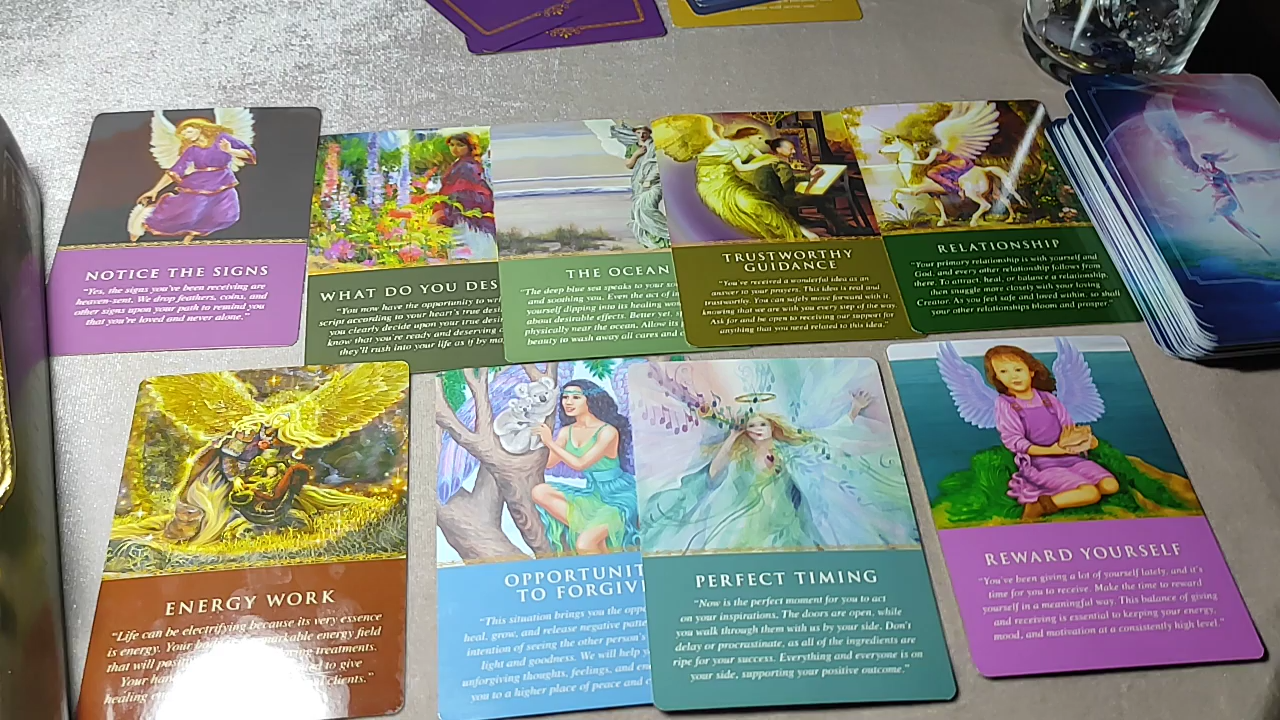 NOTICE THE SIGNS
"Yes, the signs you've been receiving are
heaven-sent. We drop feathers, coins, and
other signs upon your path to remind you
that you're loved and never alone."
WHAT DO YOU DES
"You now have the opportunity to wr
script according to your heart's true desi
you clearly decide upon your true desir
know that you're ready and deserving o
they'll rush into your life as if by ma
THE OCEAN
"The deep blue sea speaks to your so
and soothing you. Even the act of i
yourself dipping into its healing wo
about desirable effects. Better yet,
physically near the ocean. Allow its
beauty to wash away all cares and c
TRUSTWORTHY
GUIDANCE
"You've received a wonderful idea as an
answer to your prayers. This idea is real and
trustworthy. You can safely move forward with it,
knowing that we are with you every step of the way.
Ask for and be open to receiving our support for
anything that you need related to this idea."
RELATIONSHIP
"Your primary relationship is with yourself and
God, and every other relationship follows from
there. To attract, heal, or balance a relationship,
then snuggle more closely with your loving
Creator. As you feel safe and loved within, so shall
your other relationships bloom and prosper."
ENERGY WORK
"Life can be electrifying because its very essence
is energy. Your bo markable energy field
that will posit treatments.
Your han ed to give
healing en l clients."
OPPORTUNIT
TO FORGIV
"This situation brings you the oppo
heal, grow, and release negative patte
intention of seeing the other person's
light and goodness. We will help y
unforgiving thoughts, feelings, and en
you to a higher place of peace and c
PERFECT TIMING
"Now is the perfect moment for you to act
on your inspirations. The doors are open, while
you walk through them with us by your side. Don't
delay or procrastinate, as all of the ingredients are
ripe for your success. Everything and everyone is on
your side, supporting your positive outcome."
REWARD YOURSELF
"You've been giving a lot of yourself lately, and it's
time for you to receive. Make the time to reward
yourself in a meaningful way. This balance of giving
and receiving is essential to keeping your energy,
mood, and motivation at a consistently high level."